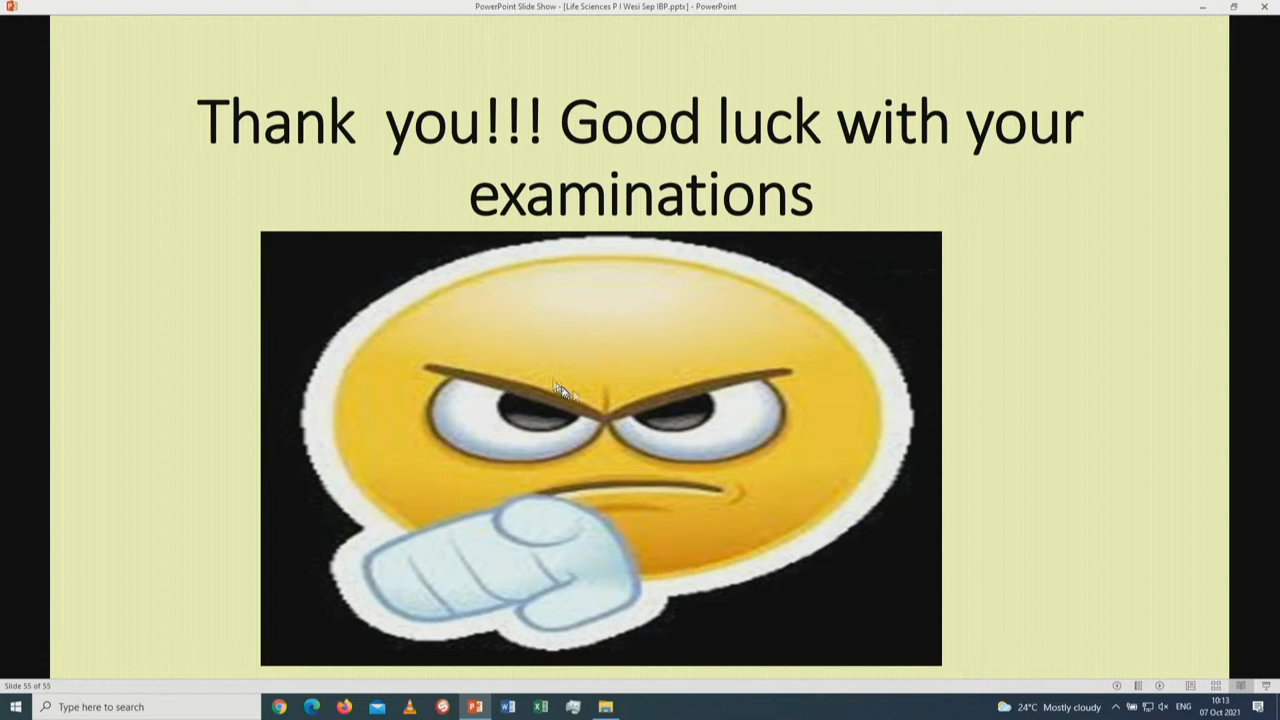 PowerPoint Slide Show - [Life Sciences P I Wesi Sep IBP.pptx] - PowerPoint
Thank you!!! Good luck with your
examinations
Slide 55 of 55
Type here to search
24°C Mostly cloudy
ENG
10:13
07 Oct 2021